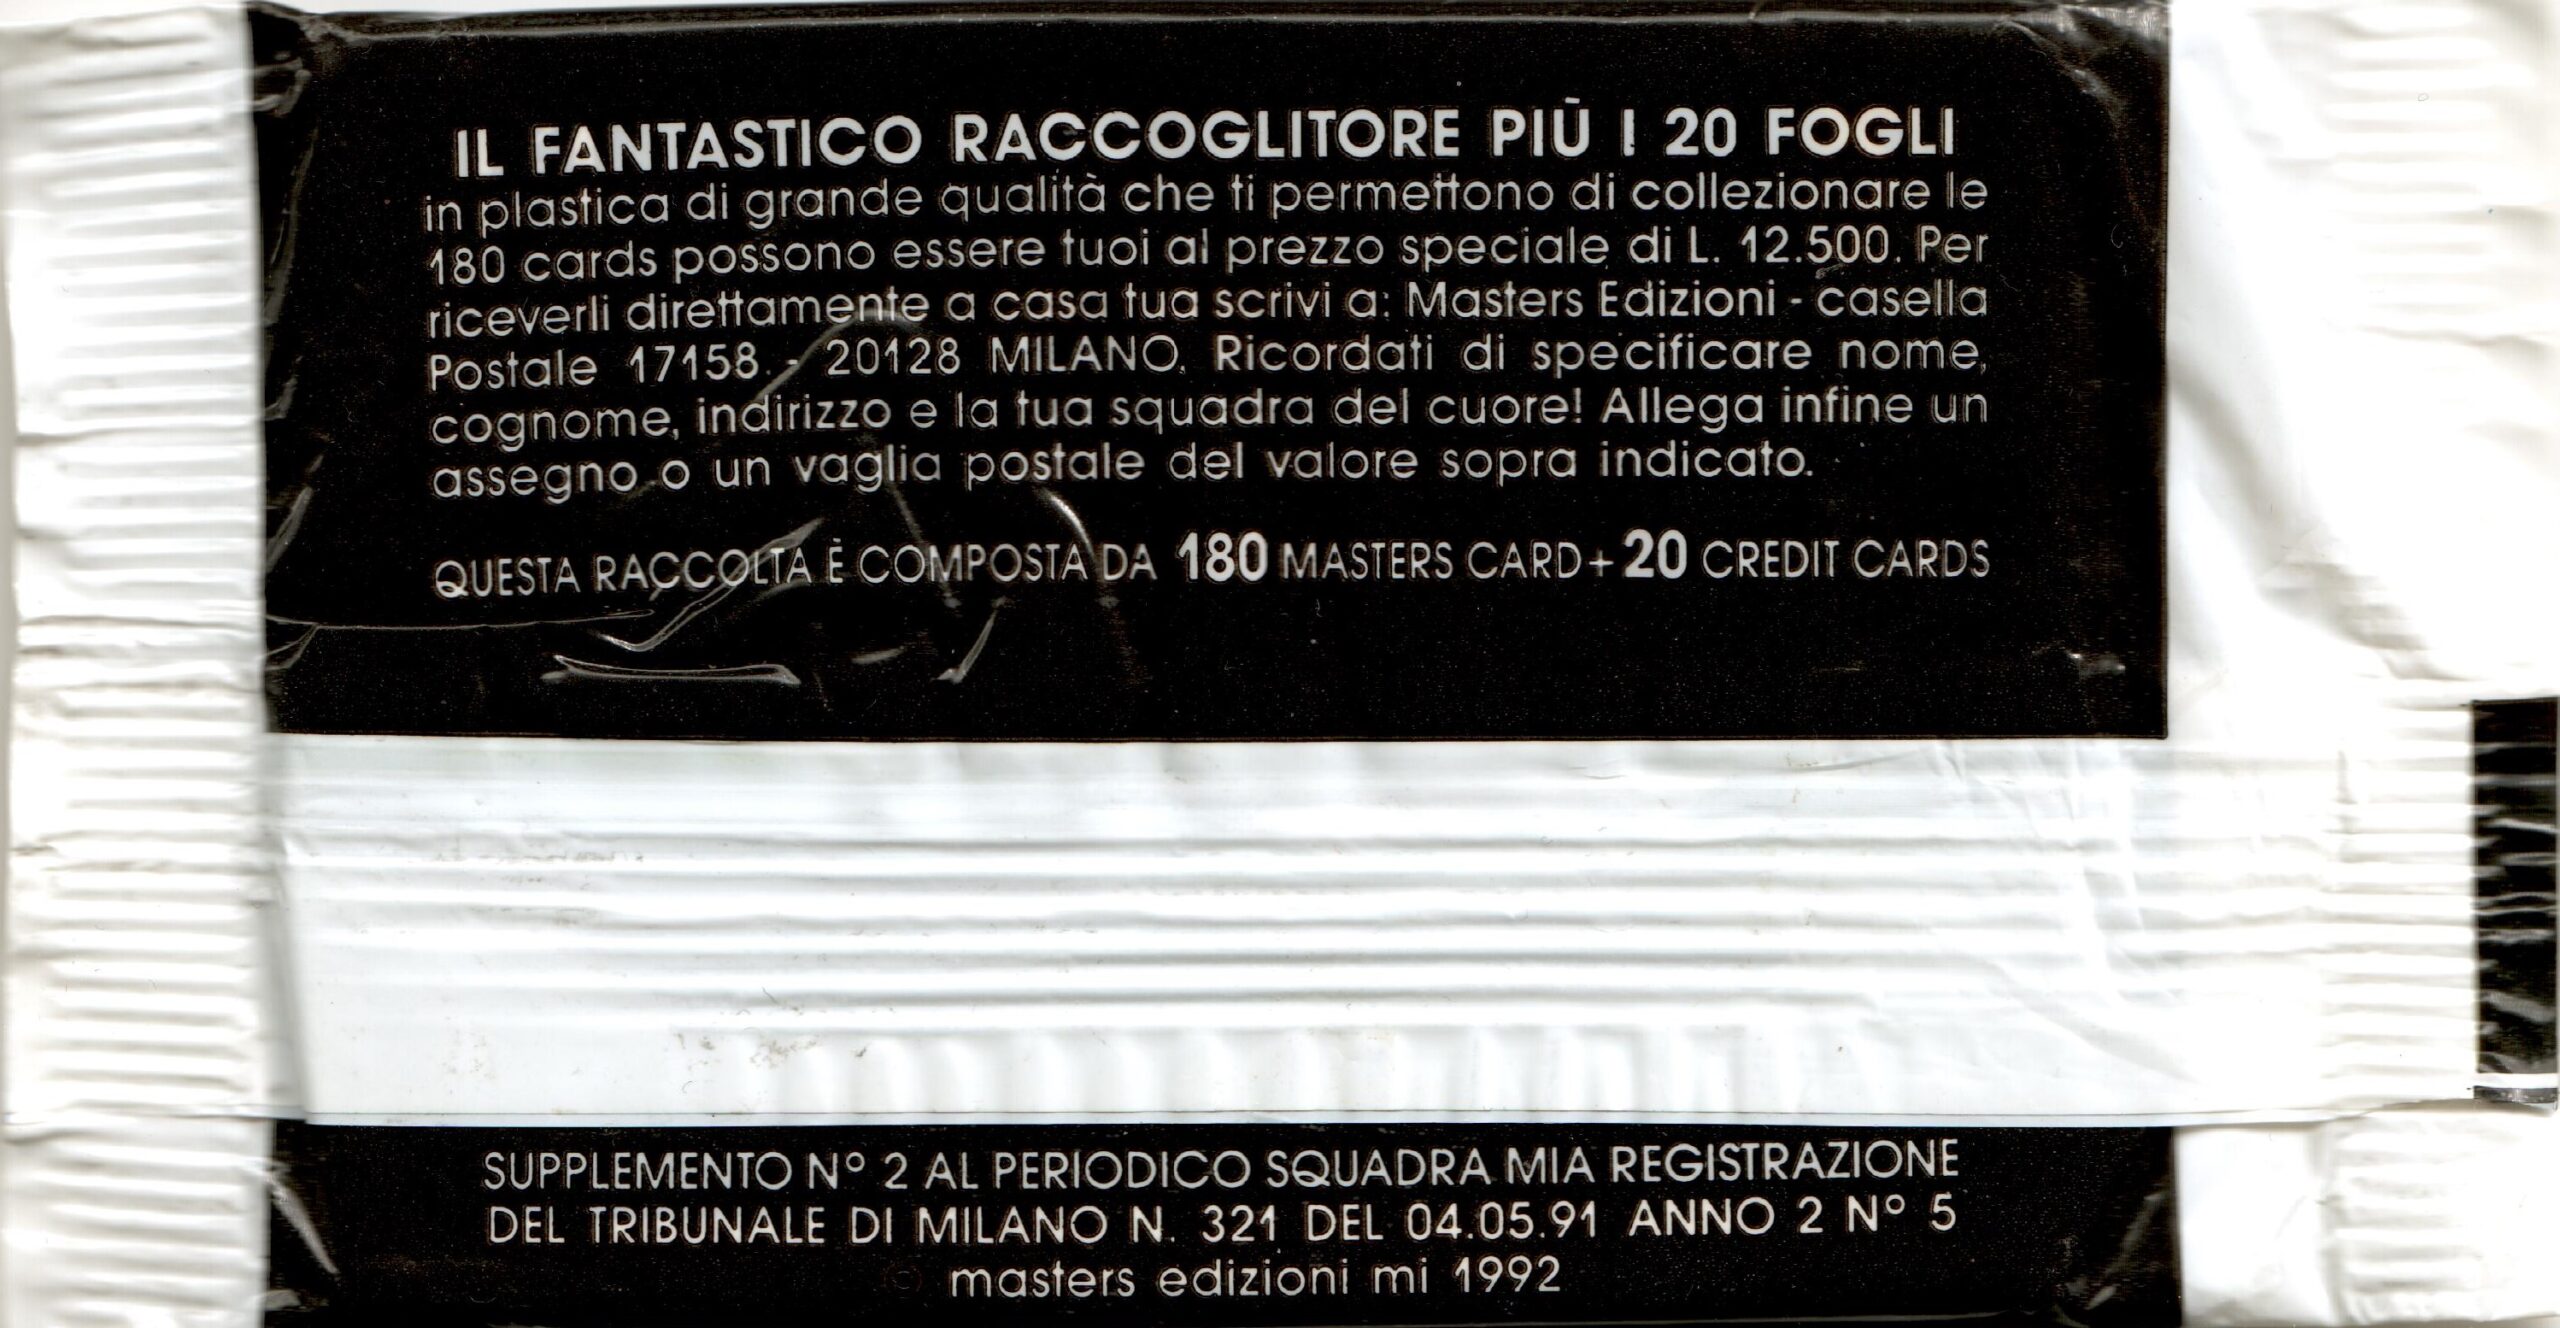 IL FANTASTICO RACCOGLITORE PIÙ I 20 FOGLI
in plastica di grande qualità che ti permettono di collezionare le
180 cards possono essere tuoi al prezzo speciale di L. 12.500. Per
riceverli direttamente a casa tua scrivi a: Masters Edizioni - casella
Postale 17158 - 20128 MILANO. Ricordati di specificare nome,
cognome, indirizzo e la tua squadra del cuore! Allega infine un
assegno o un vaglia postale del valore sopra indicato.
QUESTA RACCOLTA È COMPOSTA DA 180 MASTERS CARD + 20 CREDIT CARDS
SUPPLEMENTO N° 2 AL PERIODICO SQUADRA MIA REGISTRAZIONE
DEL TRIBUNALE DI MILANO N. 321 DEL 04.05.91 ANNO 2 N° 5
© masters edizioni mi 1992